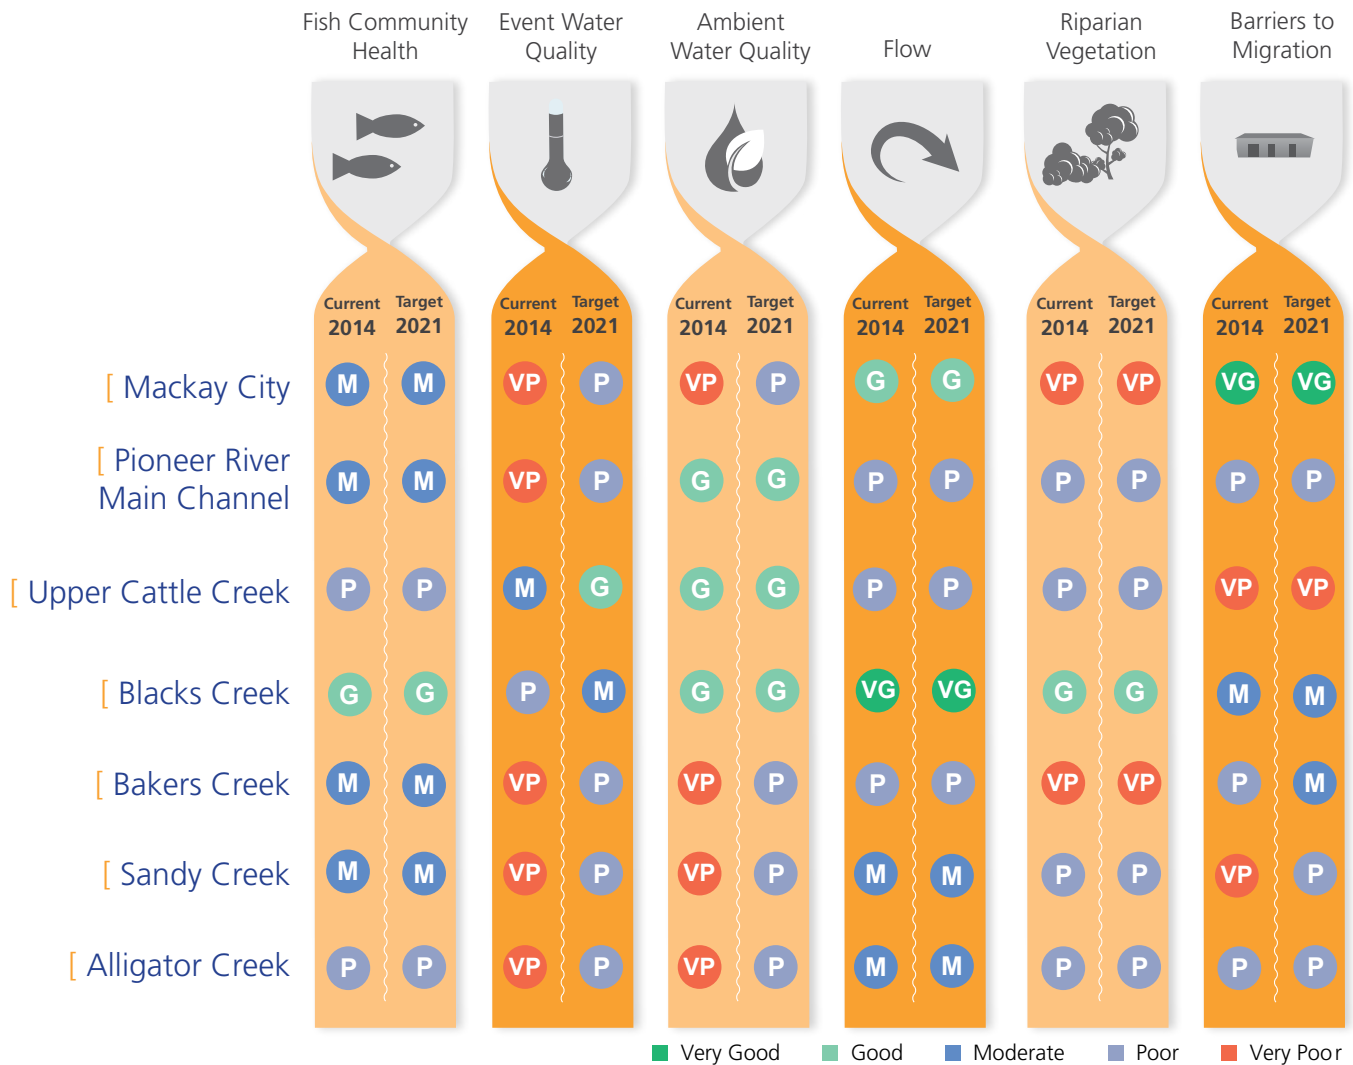 Fish Community
Health
Event Water
Quality
Ambient
Water Quality
Flow
Riparian
Vegetation
Barriers to
Migration
Current Target Current Target Current Target Current Target Current Target Current Target
2014 2021 2014 2021 2014 2021 2014 2021 2014 2021 2014 2021
[ Mackay City M M VP P VP P G G VP VP VG VG
[ Pioneer River
Main Channel M M VP P G G P P P P P P
[ Upper Cattle Creek P P M G G G P P P P VP VP
[ Blacks Creek G G P M G G VG VG G G M M
[ Bakers Creek M M VP P VP P P P VP VP P M
[ Sandy Creek M M VP P VP P M M P P VP P
[ Alligator Creek P P VP P VP P M M P P P P
Very Good Good Moderate Poor Very Poor